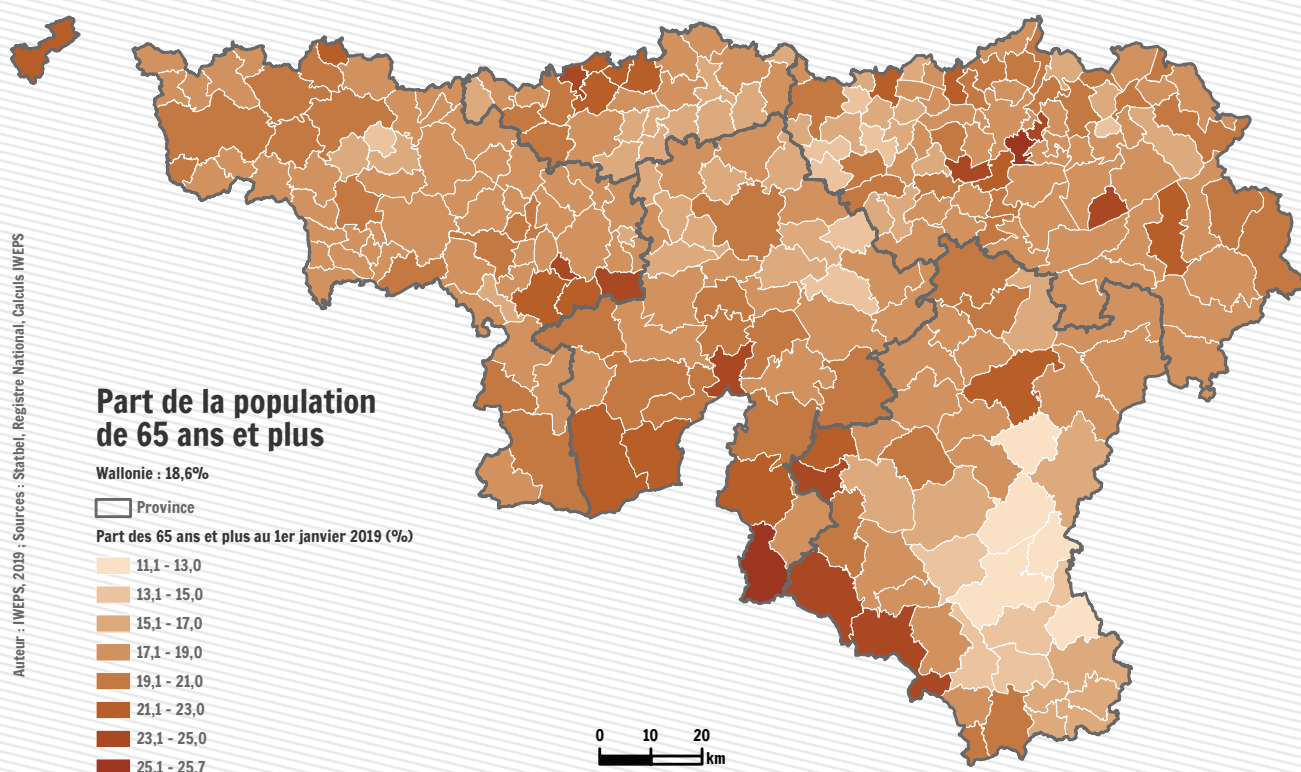 Part de la population
de 65 ans et plus
Wallonie : 18,6%
Province
Part des 65 ans et plus au 1er janvier 2019 (%)
11,1 - 13,0
13,1 - 15,0
15,1 - 17,0
17,1 - 19,0
19,1 - 21,0
21,1 - 23,0
23,1 - 25,0
25,1 - 25,7
0 10 20
km
Auteur : IWEPS, 2019 ; Sources : Statbel, Registre National, Calculs IWEPS